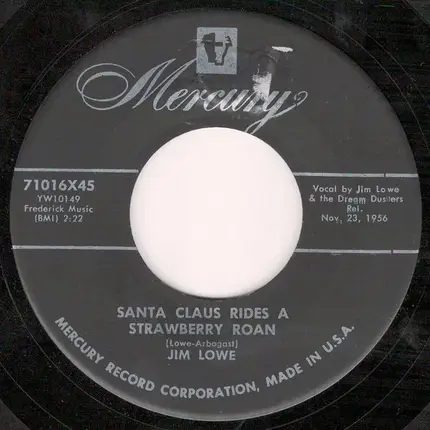 Mercury
71016X45
YW10149
Frederick Music
(BMI) 2:22
Vocal by Jim Lowe
& the Dream Dusters
Rel.
Nov. 23, 1956
SANTA CLAUS RIDES A
STRAWBERRY ROAN
(Lowe-Arbogast)
JIM LOWE
MERCURY RECORD CORPORATION, MADE IN U.S.A.